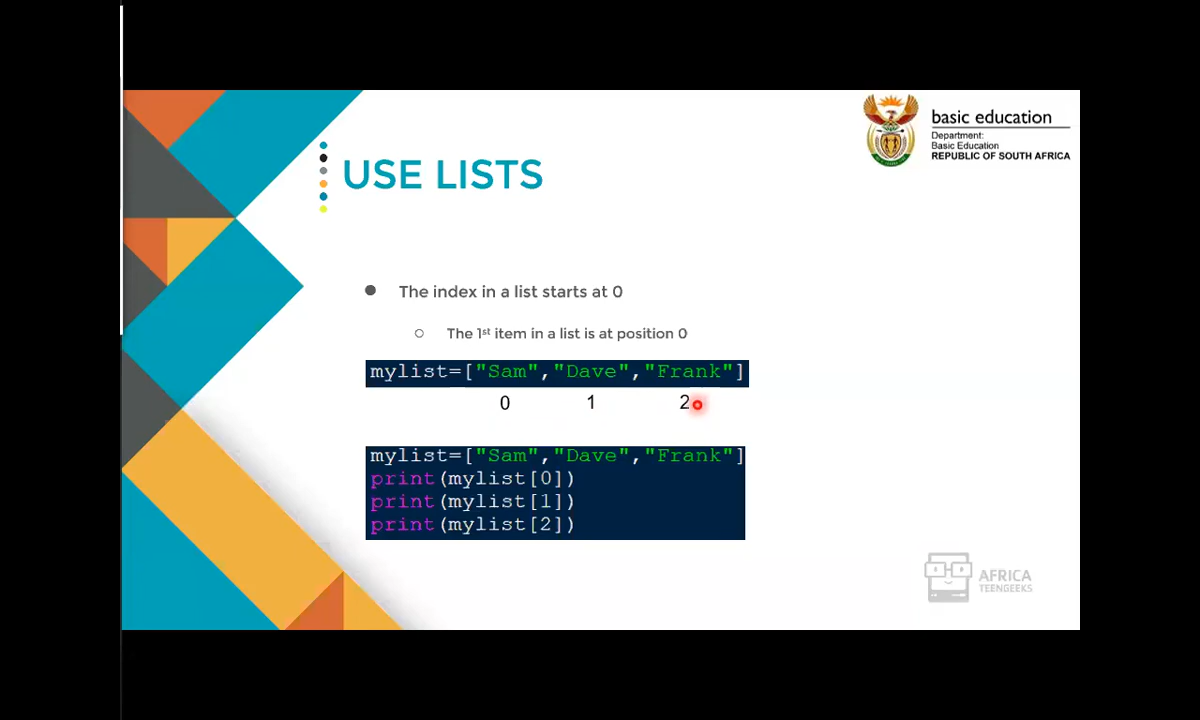 basic education
Department:
Basic Education
REPUBLIC OF SOUTH AFRICA
USE LISTS
● The index in a list starts at 0
○ The 1st item in a list is at position 0
mylist=["Sam","Dave","Frank"]
0 1 2
mylist=["Sam","Dave","Frank"]
print(mylist[0])
print(mylist[1])
print(mylist[2])
AFRICA
TEENGEEKS